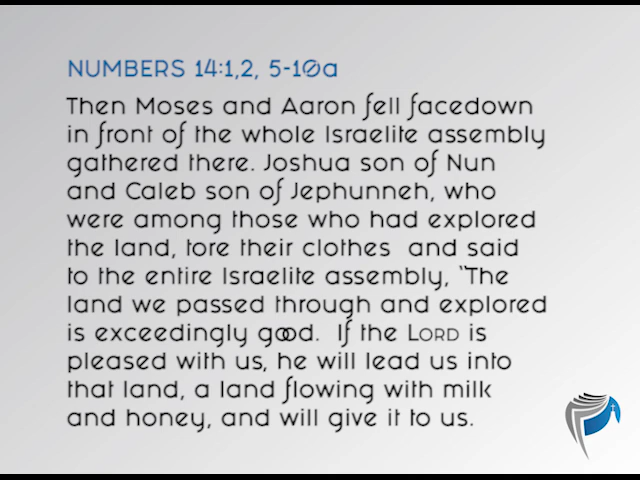 NUMBERS 14:1,2, 5-10a
Then Moses and Aaron fell facedown
in front of the whole Israelite assembly
gathered there. Joshua son of Nun
and Caleb son of Jephunneh, who
were among those who had explored
the land, tore their clothes and said
to the entire Israelite assembly, “The
land we passed through and explored
is exceedingly good. If the LORD is
pleased with us, he will lead us into
that land, a land flowing with milk
and honey, and will give it to us.